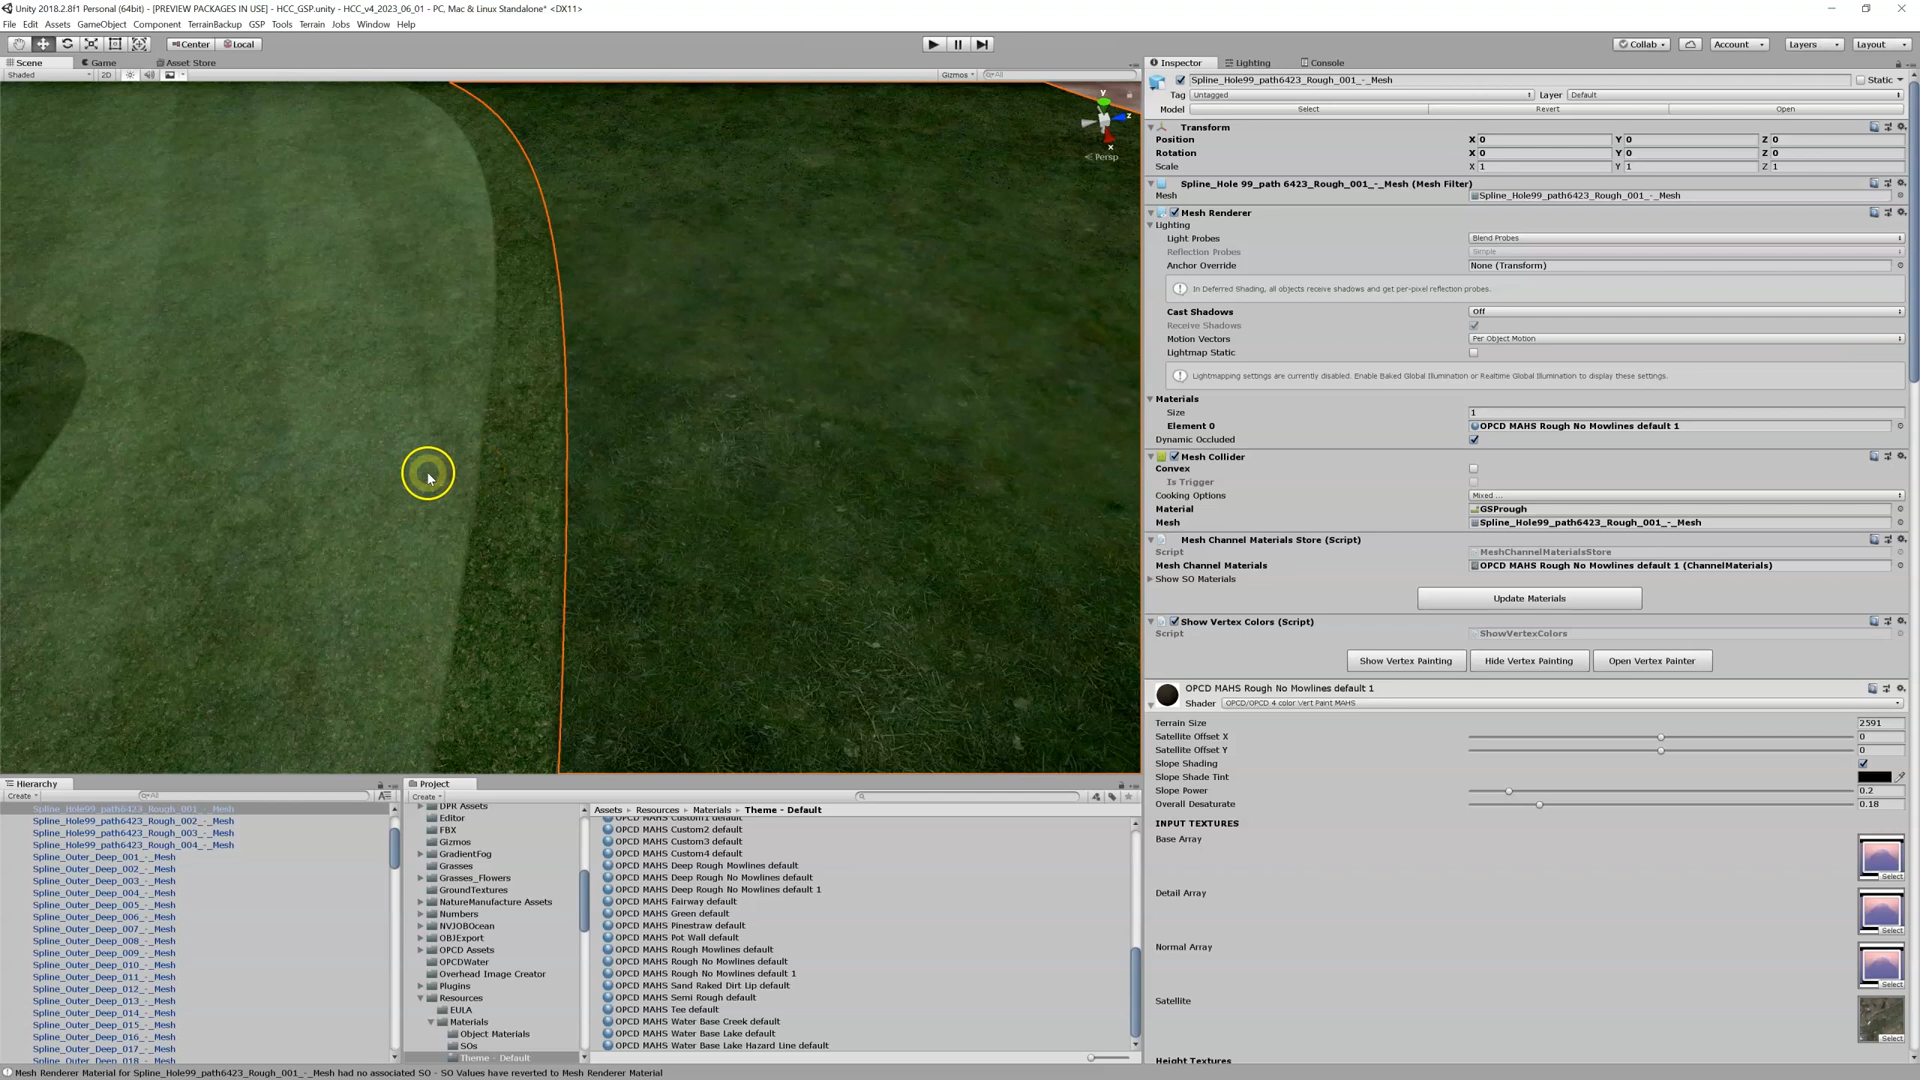 Unity 2018.2.8f1 Personal (64bit) - [PREVIEW PACKAGES IN USE] - HCC_GSP.unity - HCC_v4_2023_06_01 - PC, Mac & Linux Standalone* <DX11>
File Edit Assets GameObject Component TerrainBackup GSP Tools Terrain Jobs Window Help
Center Local
Collab Account Layers Layout
Scene Game Asset Store
Shaded 2D Gizmos All
y
z
x
Persp
Inspector Lighting Console
Spline_Hole99_path6423_Rough_001_-_Mesh Static
Tag Untagged Layer Default
Model Select Revert Open
Transform
Position X 0 Y 0 Z 0
Rotation X 0 Y 0 Z 0
Scale X 1 Y 1 Z 1
Spline_Hole 99_path 6423_Rough_001_-_Mesh (Mesh Filter)
Mesh Spline_Hole99_path6423_Rough_001_-_Mesh
Mesh Renderer
Lighting
Light Probes Blend Probes
Reflection Probes Simple
Anchor Override None (Transform)
In Deferred Shading, all objects receive shadows and get per-pixel reflection probes.
Cast Shadows Off
Receive Shadows
Motion Vectors Per Object Motion
Lightmap Static
Lightmapping settings are currently disabled. Enable Baked Global Illumination or Realtime Global Illumination to display these settings.
Materials
Size 1
Element 0 OPCD MAHS Rough No Mowlines default 1
Dynamic Occluded
Mesh Collider
Convex
Is Trigger
Cooking Options Mixed ...
Material GSPrough
Mesh Spline_Hole99_path6423_Rough_001_-_Mesh
Mesh Channel Materials Store (Script)
Script MeshChannelMaterialsStore
Mesh Channel Materials OPCD MAHS Rough No Mowlines default 1 (ChannelMaterials)
Show SO Materials
Update Materials
Show Vertex Colors (Script)
Script ShowVertexColors
Show Vertex Painting Hide Vertex Painting Open Vertex Painter
OPCD MAHS Rough No Mowlines default 1
Shader OPCD/OPCD 4 color Vert Paint MAHS
Terrain Size 2591
Satellite Offset X 0
Satellite Offset Y 0
Slope Shading
Slope Shade Tint
Slope Power 0.2
Overall Desaturate 0.18
INPUT TEXTURES
Base Array
Select
Detail Array
Select
Normal Array
Select
Satellite
Select
Height Textures
Hierarchy
Create All
Spline_Hole99_path6423_Rough_001_-_Mesh
Spline_Hole99_path6423_Rough_002_-_Mesh
Spline_Hole99_path6423_Rough_003_-_Mesh
Spline_Hole99_path6423_Rough_004_-_Mesh
Spline_Outer_Deep_001_-_Mesh
Spline_Outer_Deep_002_-_Mesh
Spline_Outer_Deep_003_-_Mesh
Spline_Outer_Deep_004_-_Mesh
Spline_Outer_Deep_005_-_Mesh
Spline_Outer_Deep_006_-_Mesh
Spline_Outer_Deep_007_-_Mesh
Spline_Outer_Deep_008_-_Mesh
Spline_Outer_Deep_009_-_Mesh
Spline_Outer_Deep_010_-_Mesh
Spline_Outer_Deep_011_-_Mesh
Spline_Outer_Deep_012_-_Mesh
Spline_Outer_Deep_013_-_Mesh
Spline_Outer_Deep_014_-_Mesh
Spline_Outer_Deep_015_-_Mesh
Spline_Outer_Deep_016_-_Mesh
Spline_Outer_Deep_017_-_Mesh
Spline_Outer_Deep_018_-_Mesh
Project
Create
DPR Assets
Editor
FBX
Gizmos
GradientFog
Grasses
Grasses_Flowers
GroundTextures
NatureManufacture Assets
Numbers
NVJOBOcean
OBJExport
OPCD Assets
OPCDWater
Overhead Image Creator
Plugins
Resources
EULA
Materials
Object Materials
SOs
Theme - Default
Assets Resources Materials Theme - Default
OPCD MAHS Custom1 default
OPCD MAHS Custom2 default
OPCD MAHS Custom3 default
OPCD MAHS Custom4 default
OPCD MAHS Deep Rough Mowlines default
OPCD MAHS Deep Rough No Mowlines default
OPCD MAHS Deep Rough No Mowlines default 1
OPCD MAHS Fairway default
OPCD MAHS Green default
OPCD MAHS Pinestraw default
OPCD MAHS Pot Wall default
OPCD MAHS Rough Mowlines default
OPCD MAHS Rough No Mowlines default
OPCD MAHS Rough No Mowlines default 1
OPCD MAHS Sand Raked Dirt Lip default
OPCD MAHS Semi Rough default
OPCD MAHS Tee default
OPCD MAHS Water Base Creek default
OPCD MAHS Water Base Lake default
OPCD MAHS Water Base Lake Hazard Line default
Mesh Renderer Material for Spline_Hole99_path6423_Rough_001_-_Mesh had no associated SO - SO Values have reverted to Mesh Renderer Material